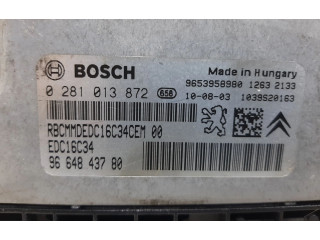 BOSCH
Made in Hungary
9653958980 1263 2133
0 281 013 872 658 10-08-03 1039S20163
RBCMMDEDC16C34CEM 00
EDC16C34
96 648 437 80